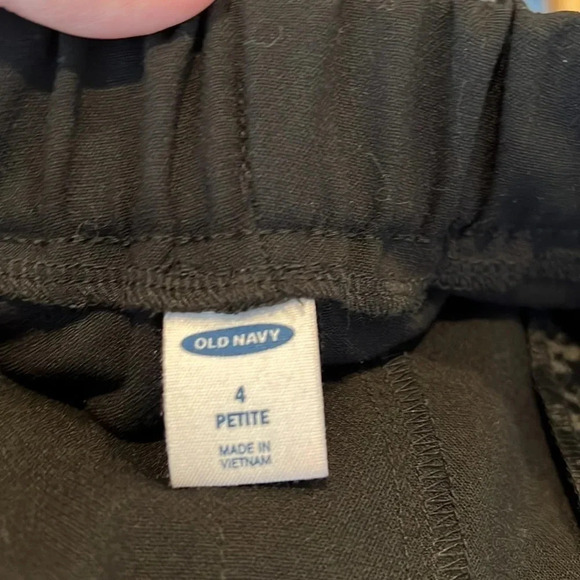 OLD NAVY
4
PETITE
MADE IN
VIETNAM